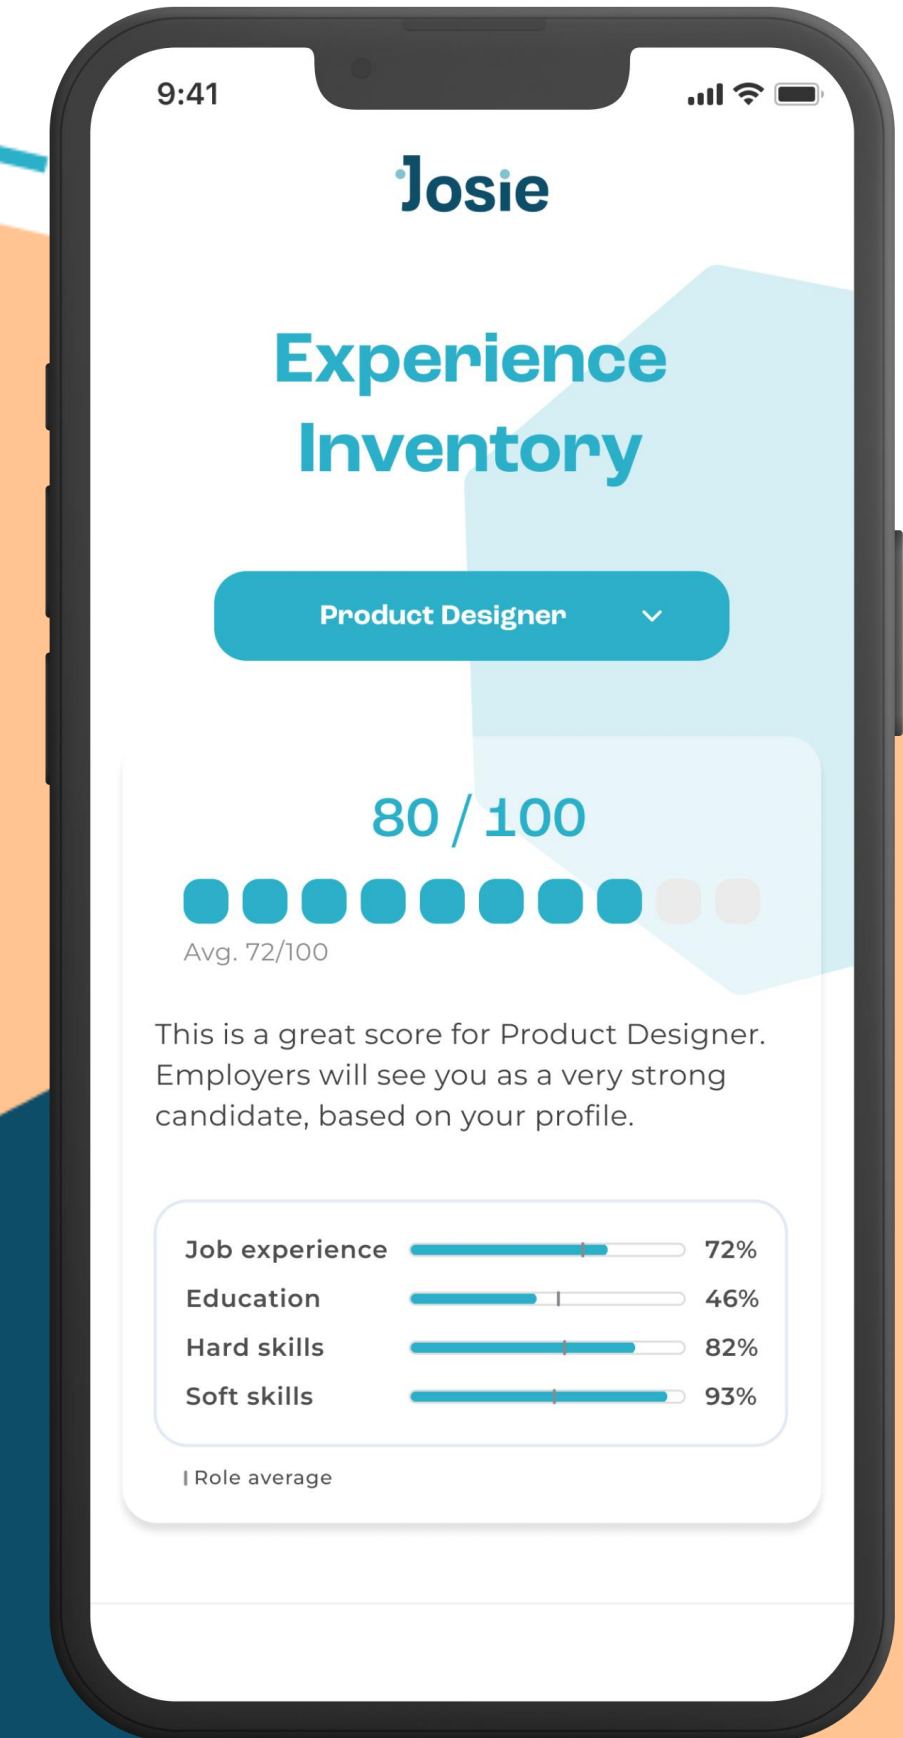 9:41
Josie
Experience
Inventory
Product Designer
80 / 100
Avg. 72/100
This is a great score for Product Designer.
Employers will see you as a very strong
candidate, based on your profile.
Job experience 72%
Education 46%
Hard skills 82%
Soft skills 93%
Role average